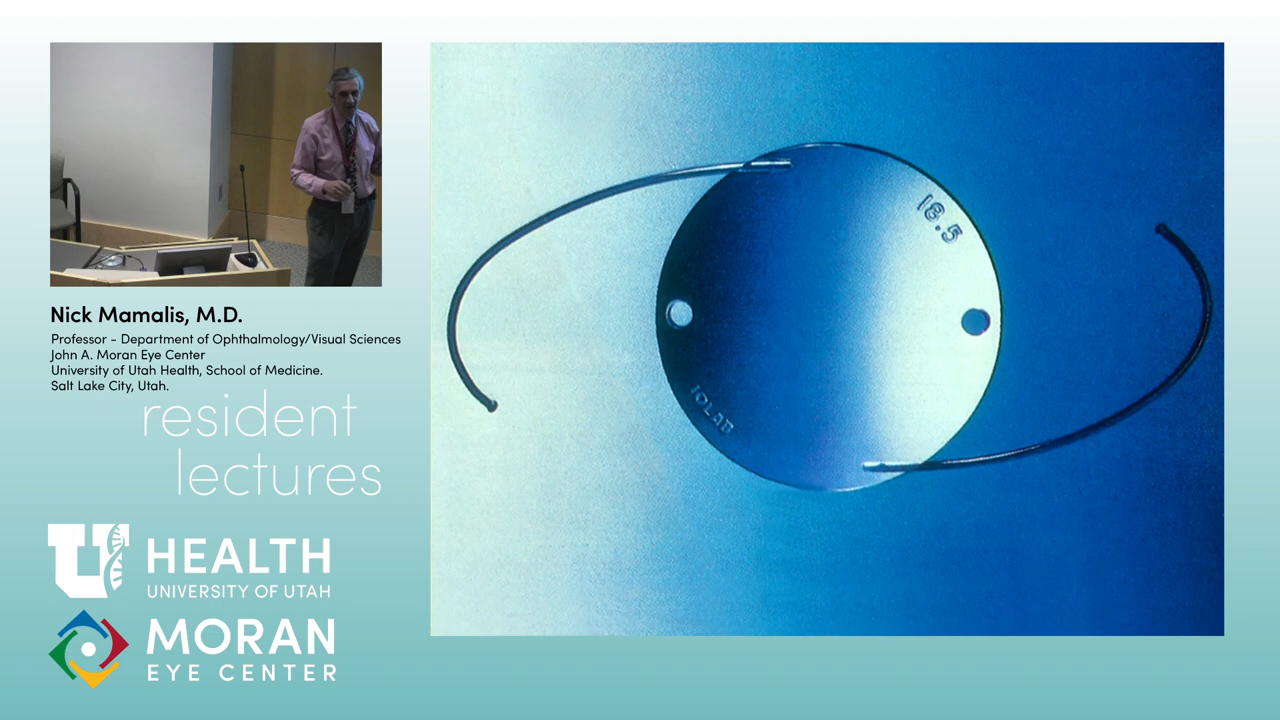 Nick Mamalis, M.D.
Professor - Department of Ophthalmology/Visual Sciences
John A. Moran Eye Center
University of Utah Health, School of Medicine.
Salt Lake City, Utah.
resident
lectures
U HEALTH
UNIVERSITY OF UTAH
MORAN
EYE CENTER
18.5
IOLAB